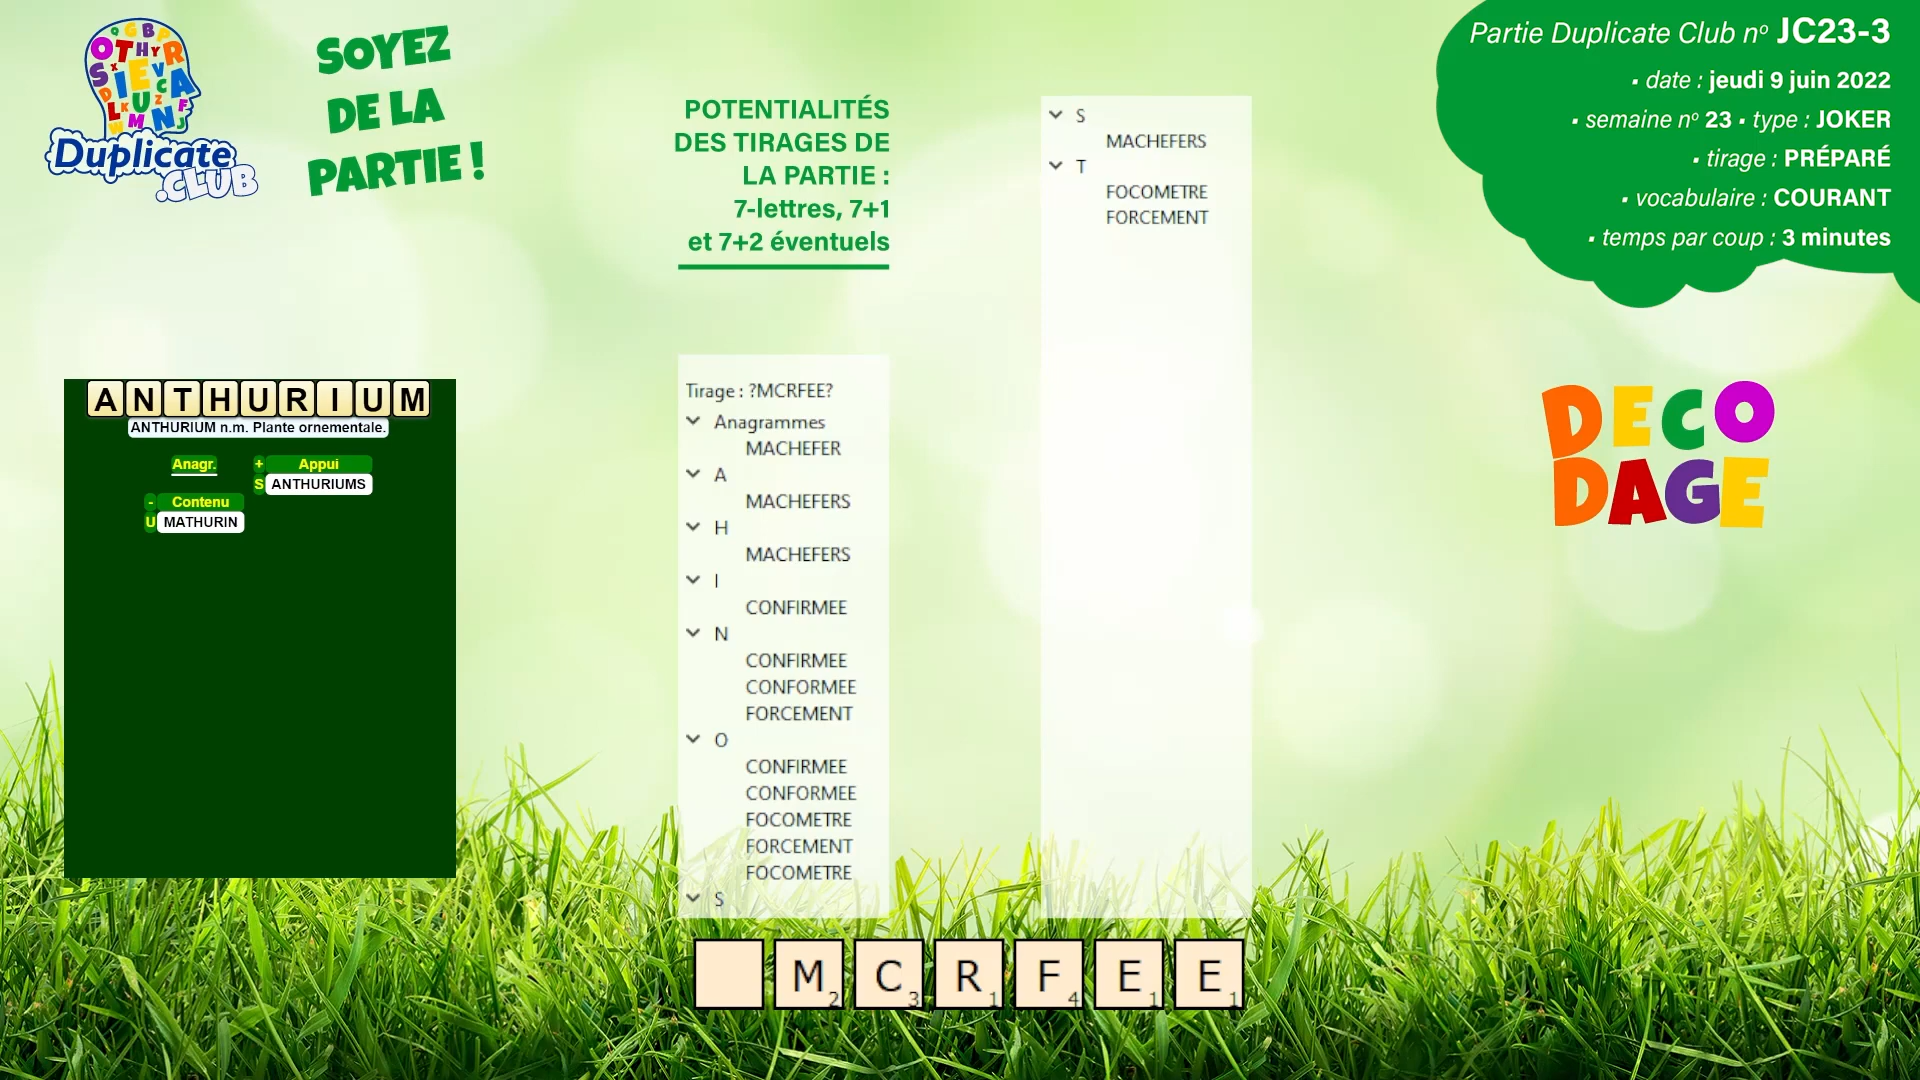 Duplicate
.CLUB
SOYEZ
DE LA
PARTIE !
POTENTIALITÉS
DES TIRAGES DE
LA PARTIE :
7-lettres, 7+1
et 7+2 éventuels
Partie Duplicate Club nº JC23-3
• date : jeudi 9 juin 2022
• semaine nº 23 • type : JOKER
• tirage : PRÉPARÉ
• vocabulaire : COURANT
• temps par coup : 3 minutes
ANTHURIUM
ANTHURIUM n.m. Plante ornementale.
Anagr.
+ Appui
S ANTHURIUMS
- Contenu
U MATHURIN
Tirage : ?MCRFEE?
Anagrammes
MACHEFER
A
MACHEFERS
H
MACHEFERS
I
CONFIRMEE
N
CONFIRMEE
CONFORMEE
FORCEMENT
O
CONFIRMEE
CONFORMEE
FOCOMETRE
FORCEMENT
FOCOMETRE
S
S
MACHEFERS
T
FOCOMETRE
FORCEMENT
DECO
DAGE
M2 C3 R1 F4 E1 E1